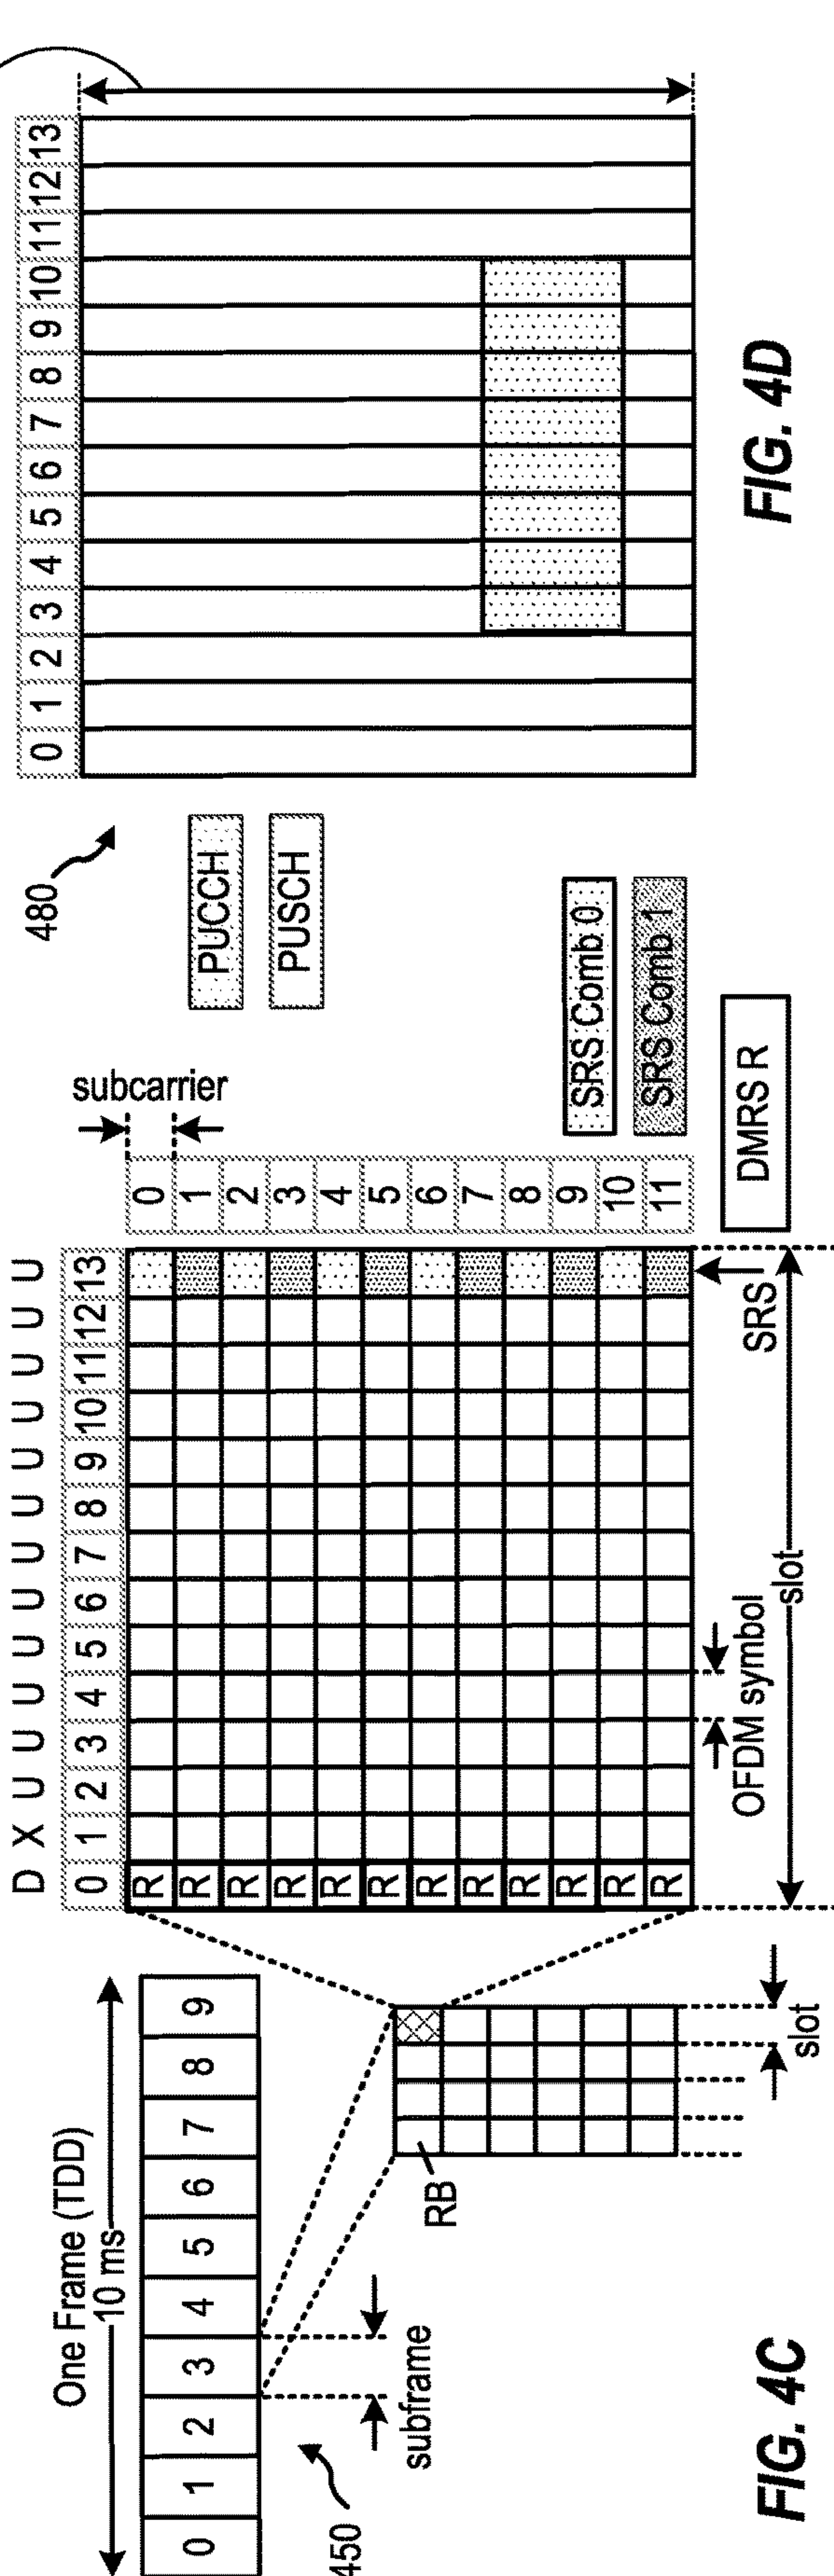 One Frame (TDD)
10 ms
0 1 2 3 4 5 6 7 8 9
subframe
450
RB
slot
FIG. 4C
D X U U U U U U U U U U U U
0 1 2 3 4 5 6 7 8 9 10 11 12 13
R
R
R
R
R
R
R
R
R
R
R
R
subcarrier
0
1
2
3
4
5
6
7
8
9
10
11
OFDM symbol
SRS
slot
480
PUCCH
PUSCH
SRS Comb 0
SRS Comb 1
DMRS R
0 1 2 3 4 5 6 7 8 9 10 11 12 13
FIG. 4D